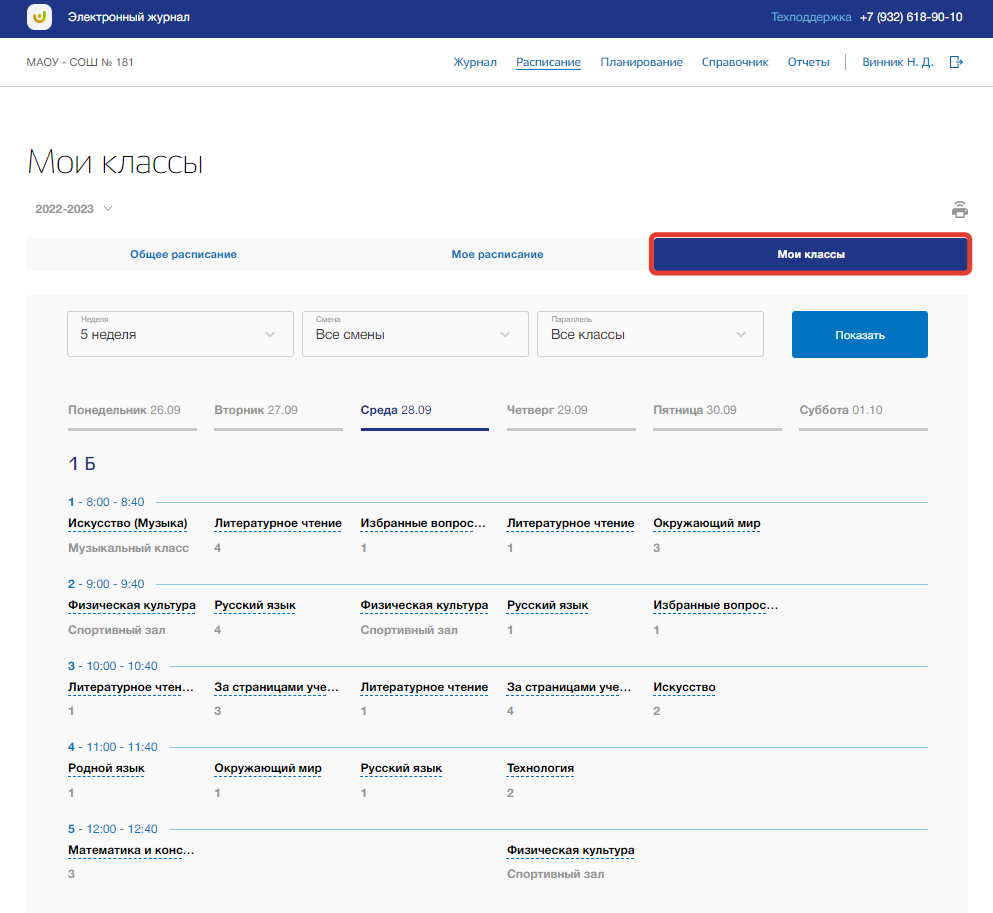 Электронный журнал Техподдержка +7 (932) 618-90-10
МАОУ - СОШ № 181 Журнал Расписание Планирование Справочник Отчеты Винник Н. Д.
Мои классы
2022-2023
Общее расписание Мое расписание Мои классы
Неделя Смена Параллель
5 неделя Все смены Все классы Показать
Понедельник 26.09 Вторник 27.09 Среда 28.09 Четверг 29.09 Пятница 30.09 Суббота 01.10
1 Б
1 - 8:00 - 8:40
Искусство (Музыка) Литературное чтение Избранные вопрос... Литературное чтение Окружающий мир
Музыкальный класс 4 1 1 3
2 - 9:00 - 9:40
Физическая культура Русский язык Физическая культура Русский язык Избранные вопрос...
Спортивный зал 4 Спортивный зал 1 1
3 - 10:00 - 10:40
Литературное чтен... За страницами уче... Литературное чтение За страницами уче... Искусство
1 3 1 4 2
4 - 11:00 - 11:40
Родной язык Окружающий мир Русский язык Технология
1 1 1 2
5 - 12:00 - 12:40
Математика и конс... Физическая культура
3 Спортивный зал